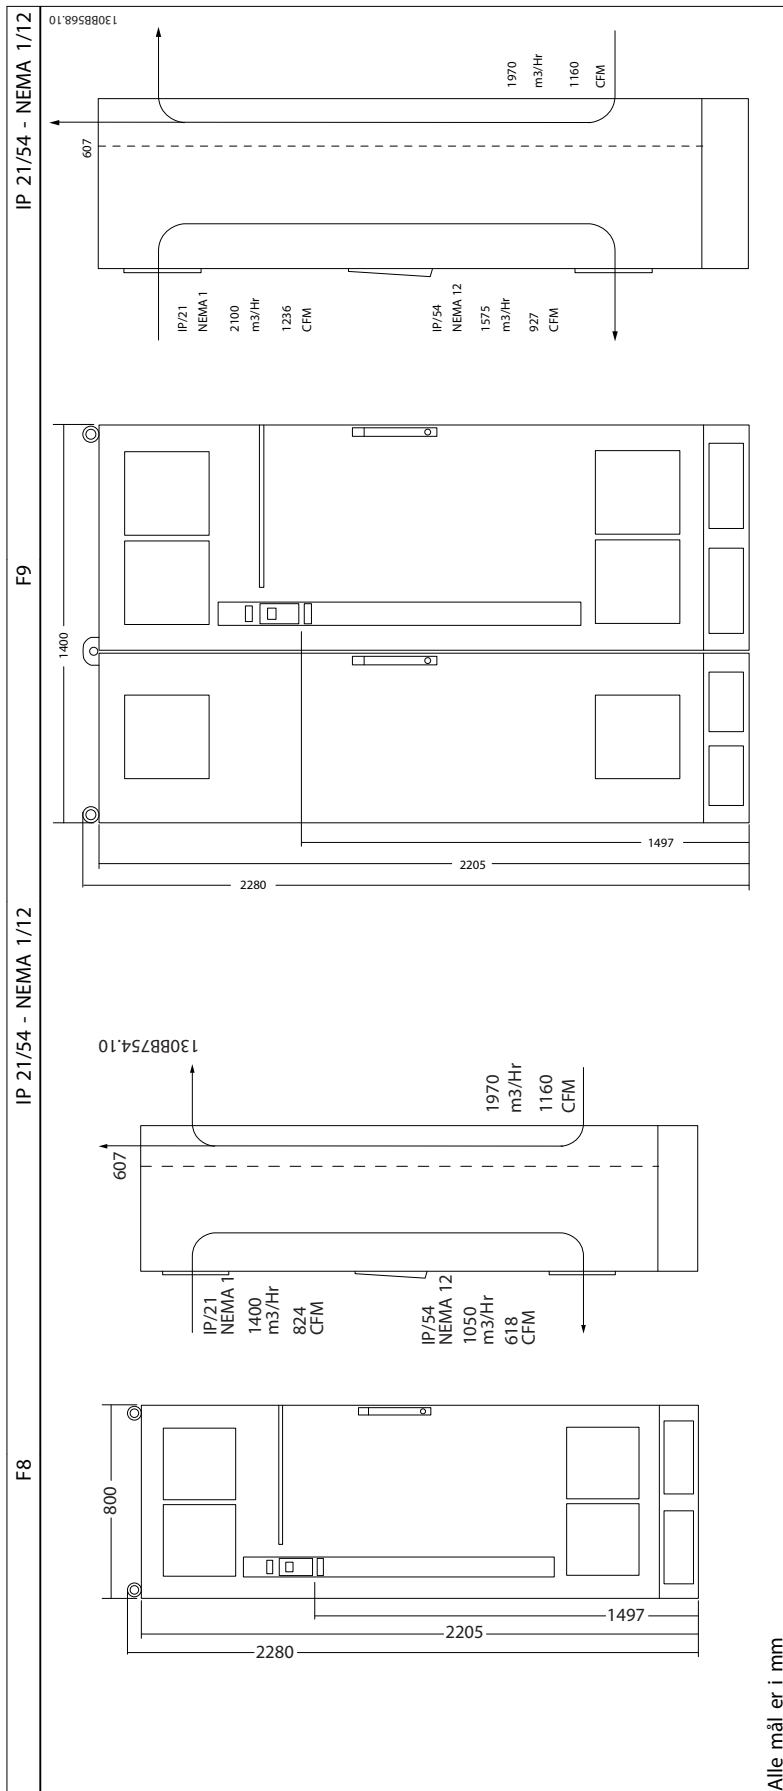 F8
IP 21/54 - NEMA 1/12
F9
IP 21/54 - NEMA 1/12
800
2280
2205
1497
IP/21
NEMA 1
1400
m3/Hr
824
CFM
IP/54
NEMA 12
1050
m3/Hr
618
CFM
607
1970
m3/Hr
1160
CFM
130BB754.10
1400
2280
2205
1497
IP/21
NEMA 1
2100
m3/Hr
1236
CFM
IP/54
NEMA 12
1575
m3/Hr
927
CFM
607
1970
m3/Hr
1160
CFM
130BB568.10
Alle mål er i mm